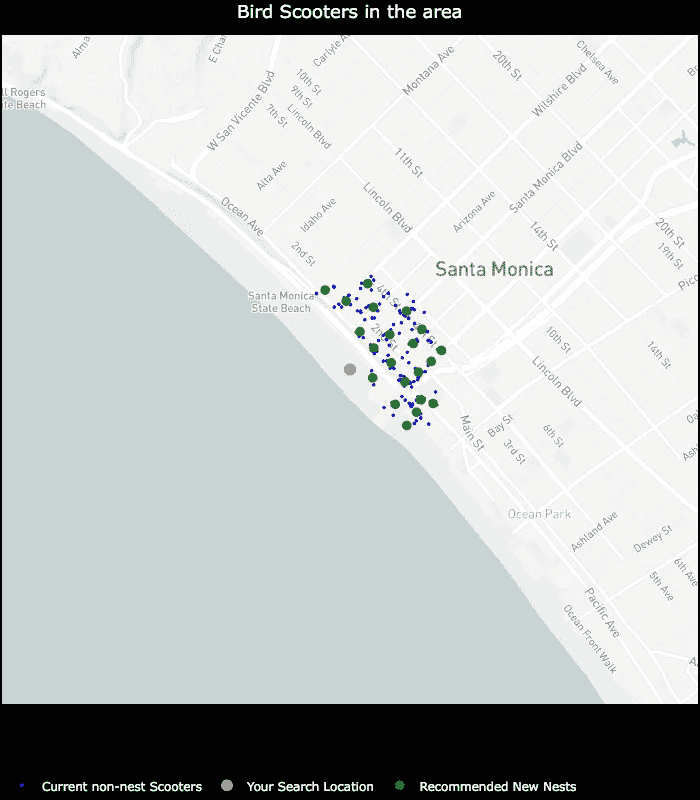 Bird Scooters in the area
Alma
E Cha
Carlyle A
Montana Ave
20th St
Chelsea Ave
Wilshire Blvd
ll Rogers
ate Beach
10th St
9th St
7th St
Lincoln Blvd
W San Vicente Blvd
11th St
Santa Monica Blvd
Alta Ave
Lincoln Blvd
Arizona Ave
Ocean Ave
Idaho Ave
14th St
20th St
19th St
2nd St
Santa Monica
Pico
Santa Monica
State Beach
4th St
2nd St
10th St
14th St
Lincoln Blvd
Main St
Bay St
3rd St
6th St
Ocean Park
Ashland Ave
Dewey St
5th Ave
6th Ave
Pacific Ave
Ocean Front Walk
Current non-nest Scooters
Your Search Location
Recommended New Nests